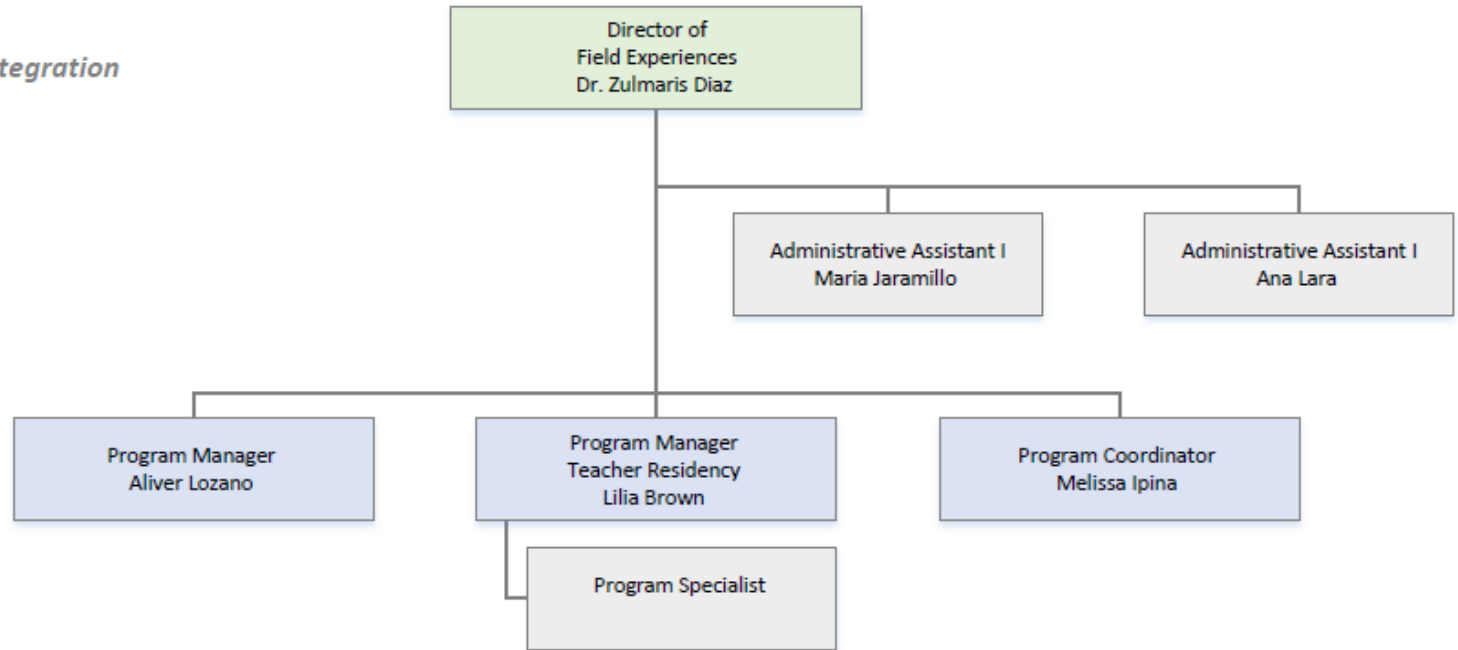 Director of
Field Experiences
Dr. Zulmaris Diaz
tegration
Administrative Assistant I
Maria Jaramillo
Administrative Assistant I
Ana Lara
Program Manager
Aliver Lozano
Program Manager
Teacher Residency
Lilia Brown
Program Coordinator
Melissa Ipina
Program Specialist